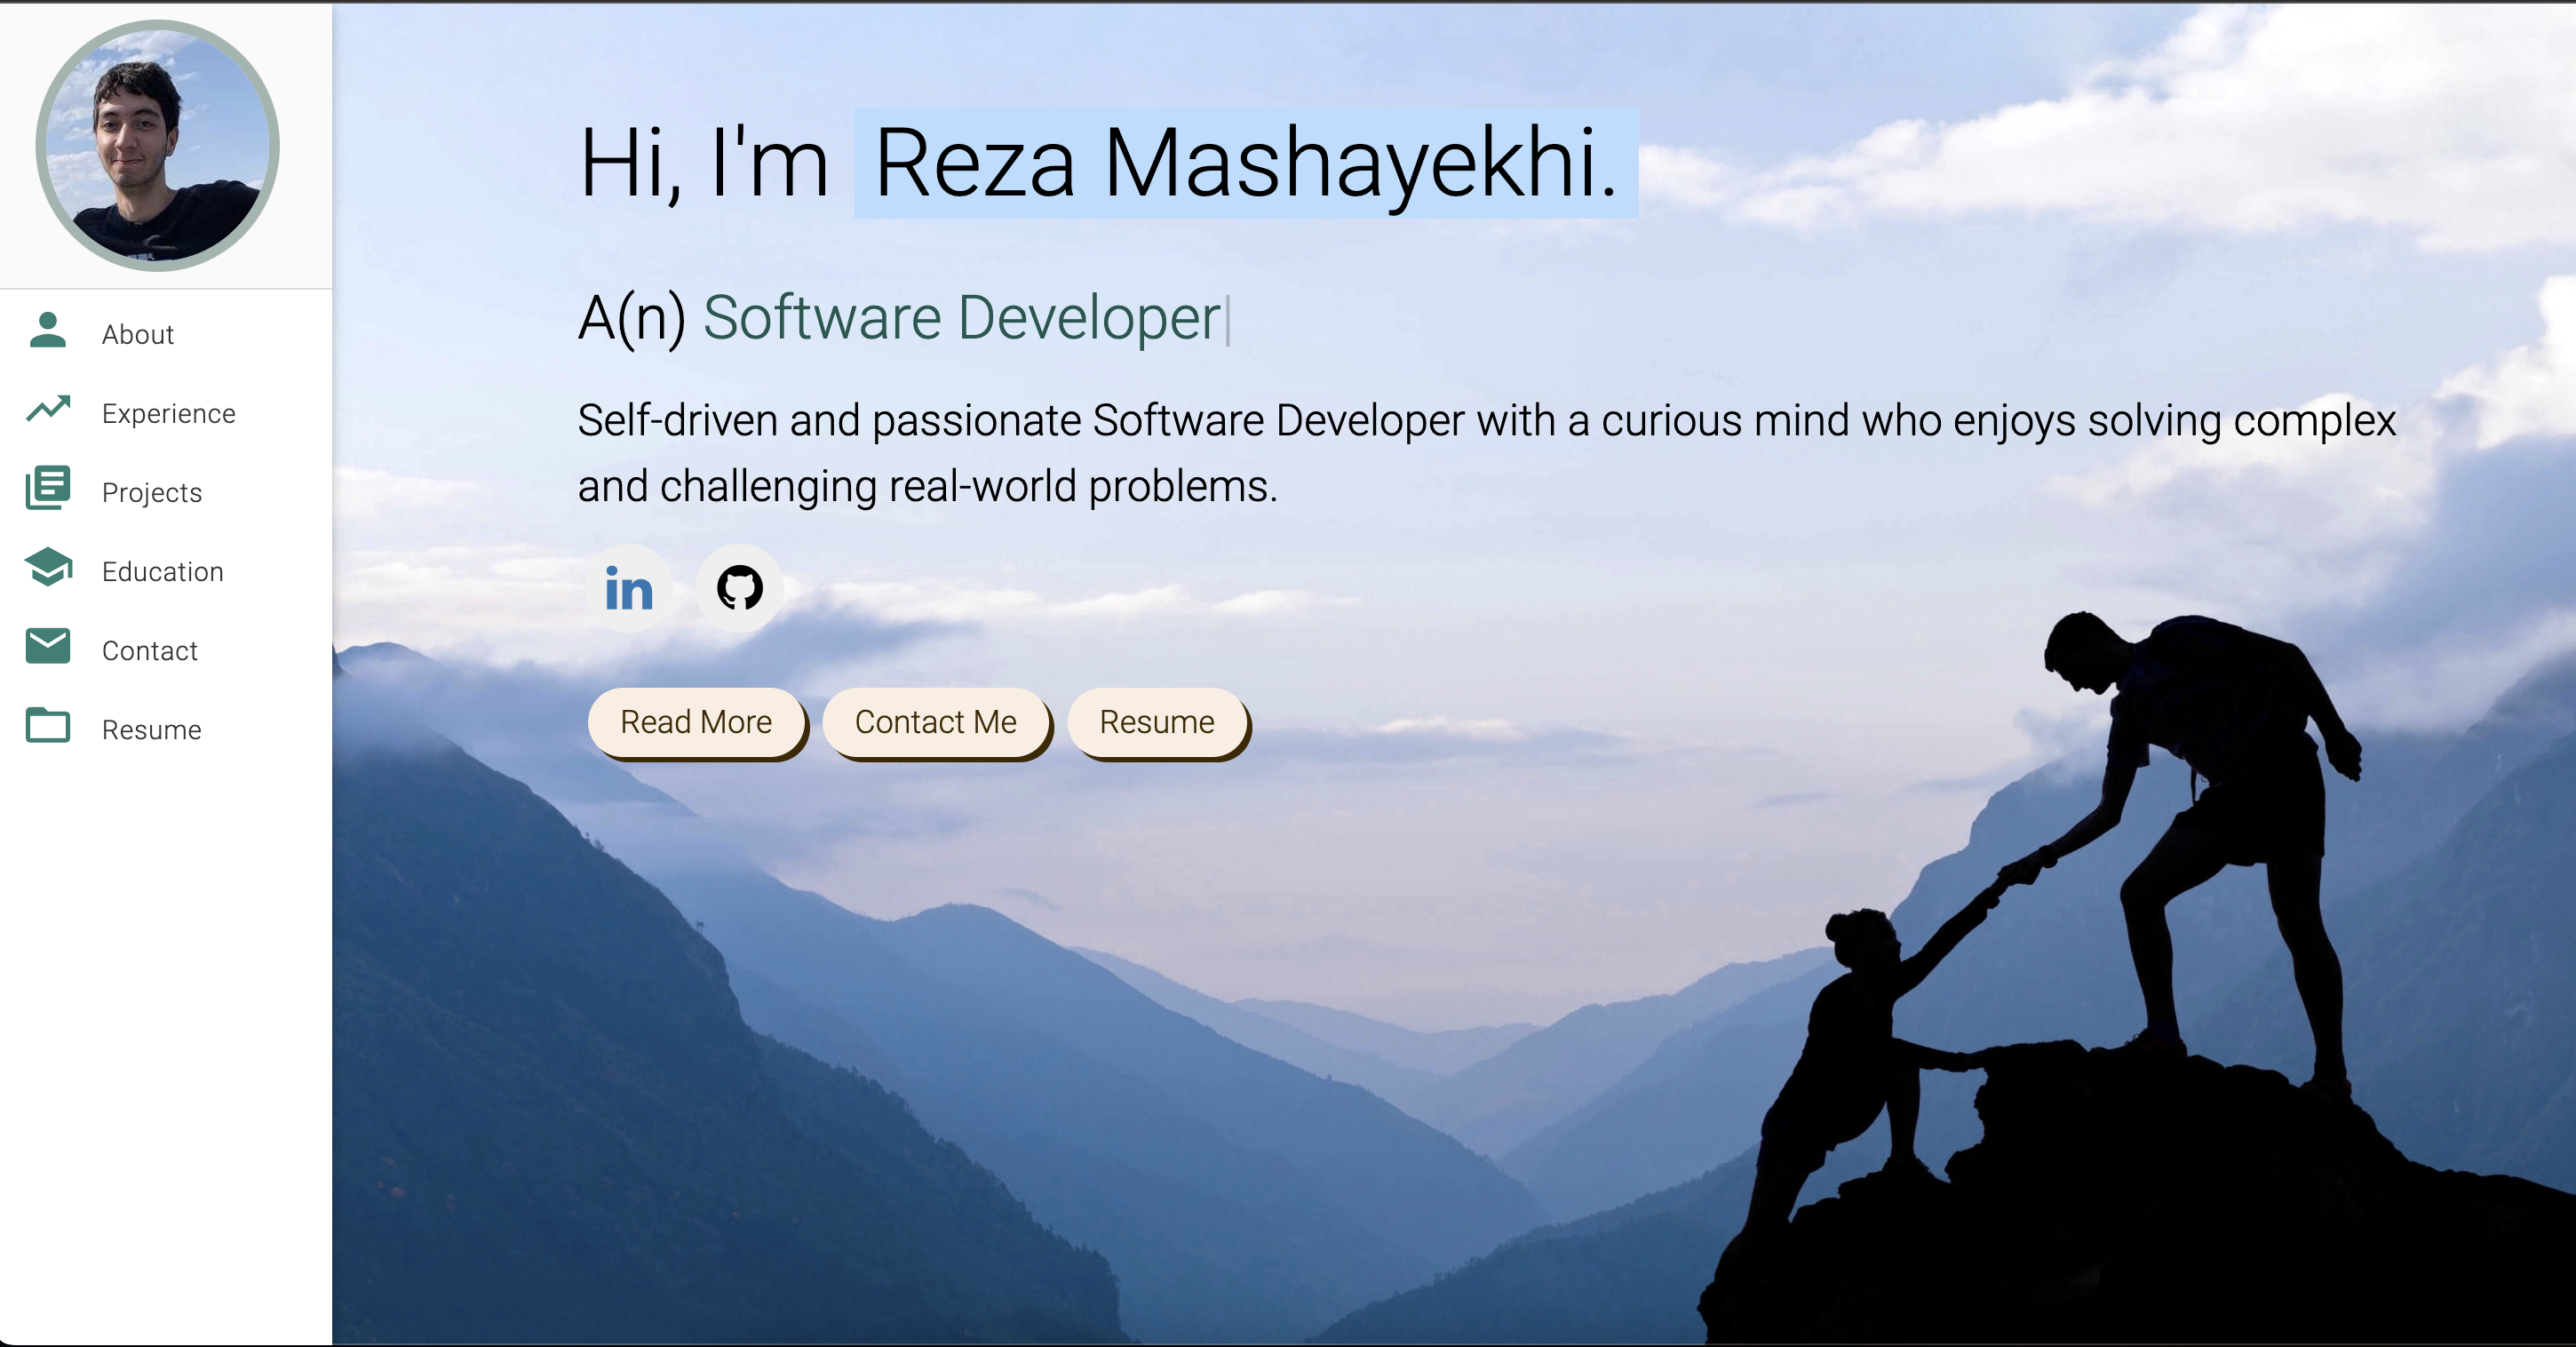 About
Experience
Projects
Education
Contact
Resume
Hi, I'm Reza Mashayekhi.
A(n) Software Developer
Self-driven and passionate Software Developer with a curious mind who enjoys solving complex
and challenging real-world problems.
in
Read More Contact Me Resume